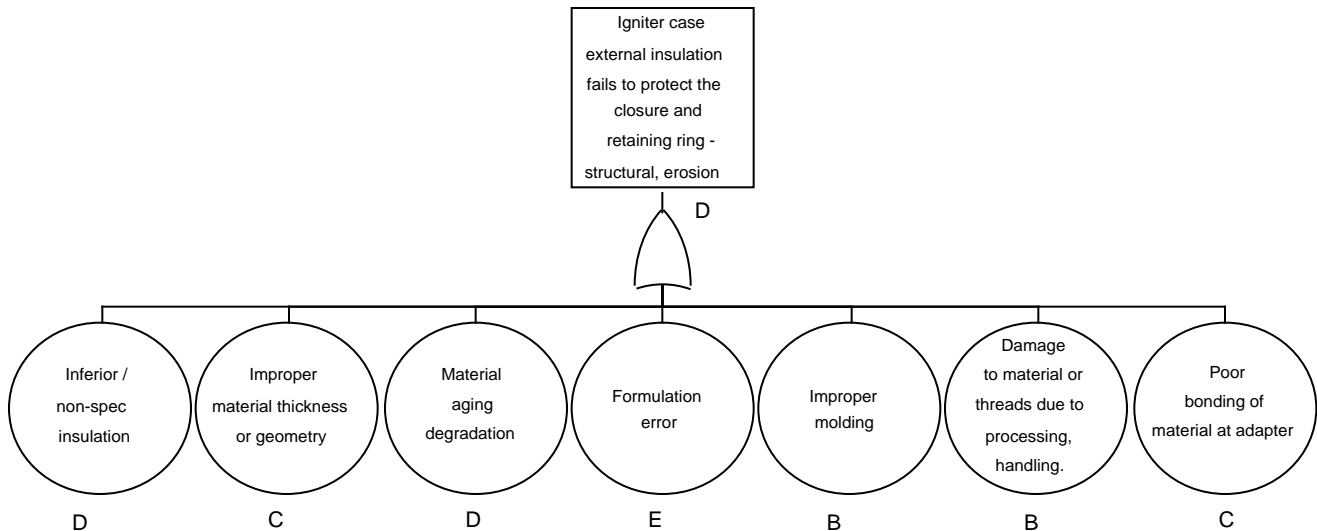 Igniter case
external insulation
fails to protect the
closure and
retaining ring -
structural, erosion
D
Inferior /
non-spec
insulation
Improper
material thickness
or geometry
Material
aging
degradation
Formulation
error
Improper
molding
Damage
to material or
threads due to
processing,
handling.
Poor
bonding of
material at adapter
D
C
D
E
B
B
C